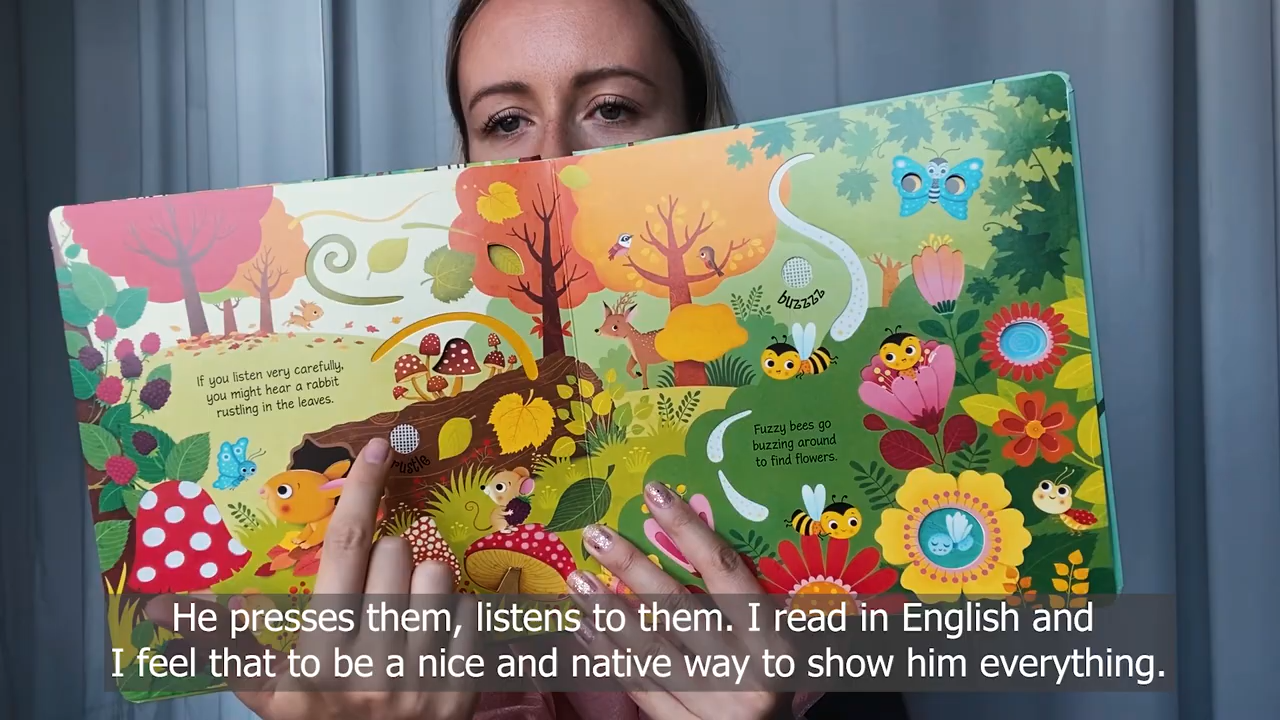 If you listen very carefully,
you might hear a rabbit
rustling in the leaves.
rustle
buzzzz
Fuzzy bees go
buzzing around
to find flowers.
He presses them, listens to them. I read in English and
I feel that to be a nice and native way to show him everything.